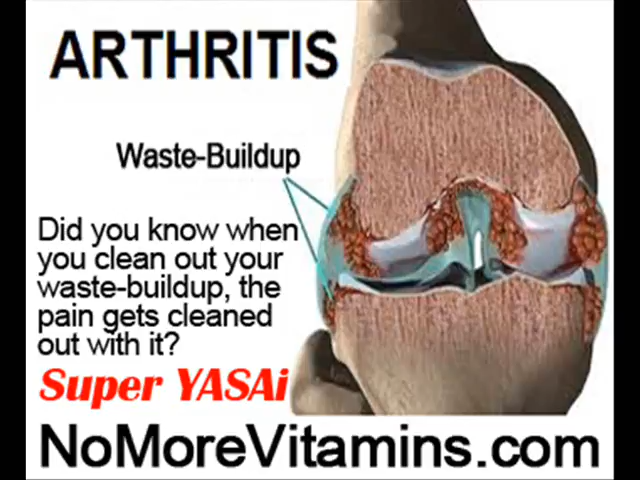 ARTHRITIS
Waste-Buildup
Did you know when
you clean out your
waste-buildup, the
pain gets cleaned
out with it?
Super YASAi
NoMoreVitamins.com